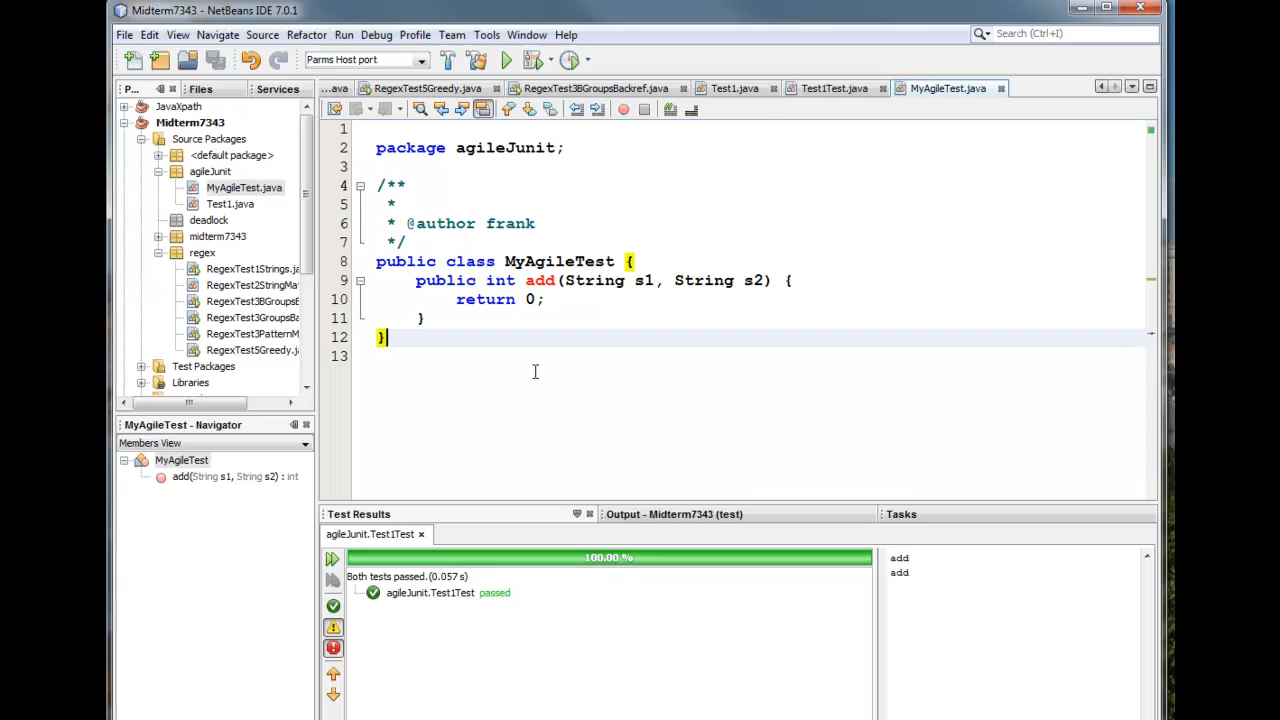 Midterm7343 - NetBeans IDE 7.0.1
File Edit View Navigate Source Refactor Run Debug Profile Team Tools Window Help
Search (Ctrl+I)
Parms Host port
P... Files Services
...ava RegexTest5Greedy.java RegexTest3BGroupsBackref.java Test1.java Test1Test.java MyAgileTest.java
JavaXpath
Midterm7343
Source Packages
<default package>
agileJunit
MyAgileTest.java
Test1.java
deadlock
midterm7343
regex
RegexTest1Strings.ja
RegexTest2StringMa
RegexTest3BGroupsB
RegexTest3GroupsBa
RegexTest3PatternM
RegexTest5Greedy.ja
Test Packages
Libraries
1
2 package agileJunit;
3
4 /**
5 *
6 * @author frank
7 */
8 public class MyAgileTest {
9 public int add(String s1, String s2) {
10 return 0;
11 }
12 }
13
MyAgileTest - Navigator
Members View
MyAgileTest
add(String s1, String s2) : int
Test Results
Output - Midterm7343 (test)
Tasks
agileJunit.Test1Test
100.00 %
Both tests passed.(0.057 s)
agileJunit.Test1Test passed
add
add